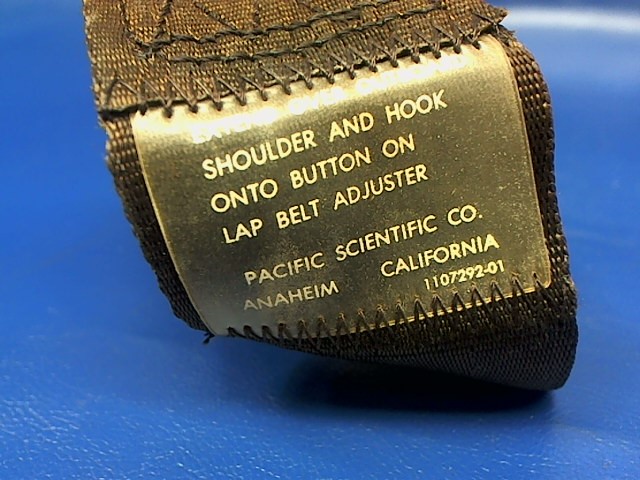 SHOULDER AND HOOK
ONTO BUTTON ON
LAP BELT ADJUSTER
PACIFIC SCIENTIFIC CO.
ANAHEIM CALIFORNIA
1107292-01